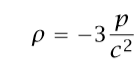 ρ = −3 p/c²